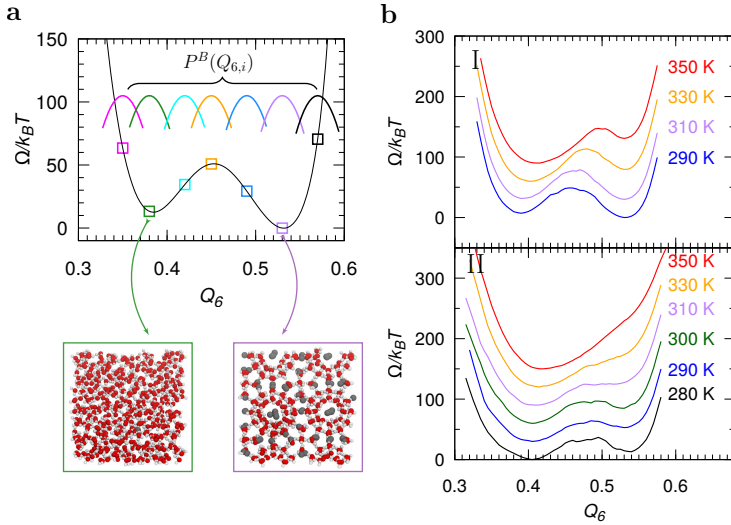 a
150
100
50
0
Ω/k_BT
P^B(Q_{6,i})
0.3 0.4 0.5 0.6
Q_6
b
300
200
100
0
Ω/k_BT
I
350 K
330 K
310 K
290 K
300
200
100
0
Ω/k_BT
II
350 K
330 K
310 K
300 K
290 K
280 K
0.3 0.4 0.5 0.6
Q_6